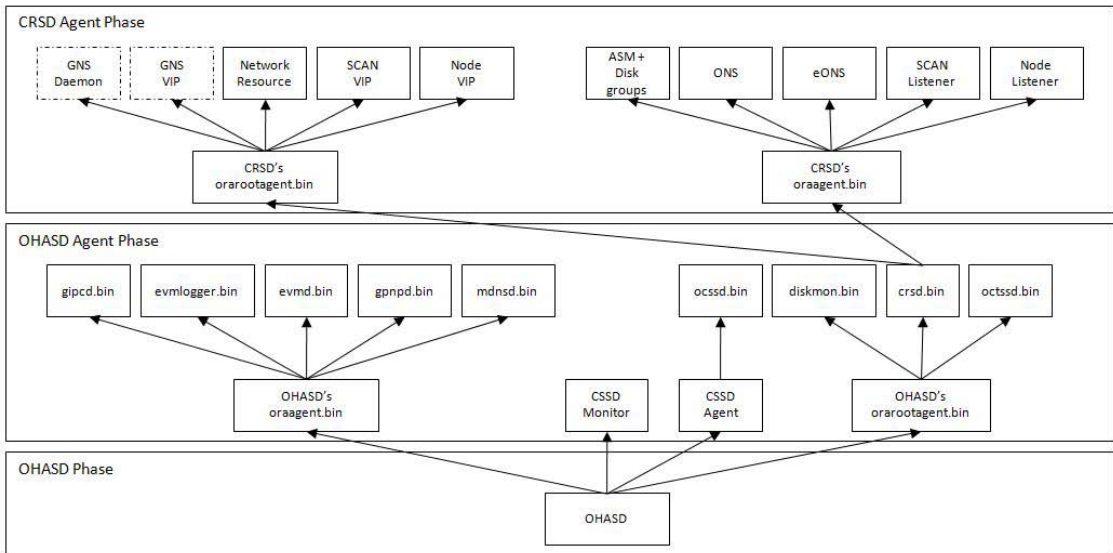 CRSD Agent Phase
GNS
Daemon
GNS
VIP
Network
Resource
SCAN
VIP
Node
VIP
ASM +
Disk
groups
ONS
eONS
SCAN
Listener
Node
Listener
CRSD's
orarootagent.bin
CRSD's
oraagent.bin
OHASD Agent Phase
gipcd.bin
evmlogger.bin
evmd.bin
gpnpd.bin
mdnsd.bin
ocssd.bin
diskmon.bin
crsd.bin
octssd.bin
OHASD's
oraagent.bin
CSSD
Monitor
CSSD
Agent
OHASD's
orarootagent.bin
OHASD Phase
OHASD